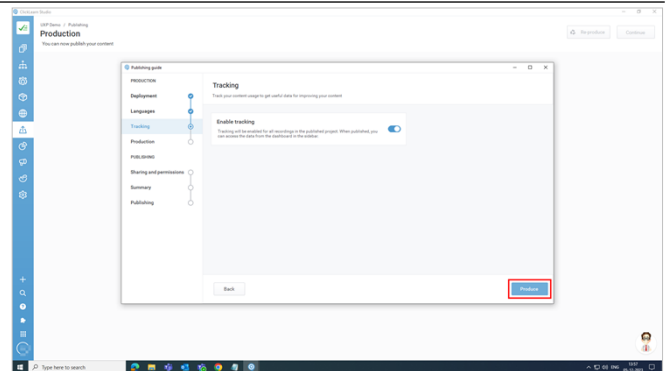 ClickLearn Studio
UXP Demo / Publishing
Production
You can now publish your content
Reproduce
Continue
Publishing guide
PRODUCTION
Deployment
Languages
Tracking
Production
PUBLISHING
Sharing and permissions
Summary
Publishing
Tracking
Track your content usage to get useful data for improving your content
Enable tracking
Tracking will be enabled for all recordings in the published project. When published, you
can access the data from the dashboard in the sidebar.
Back
Produce
Type here to search
ENG
13:57